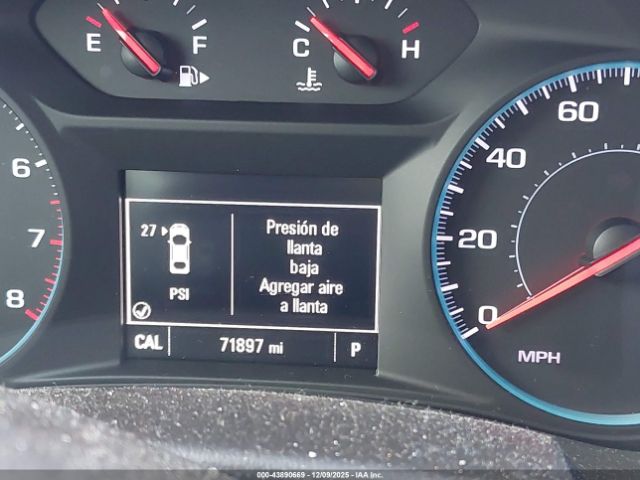 E
F
C
H
6
7
8
27
PSI
Presión de
llanta
baja
Agregar aire
a llanta
CAL
71897 mi
P
60
40
20
0
MPH
000-43890669 - 12/09/2025 - IAA Inc.